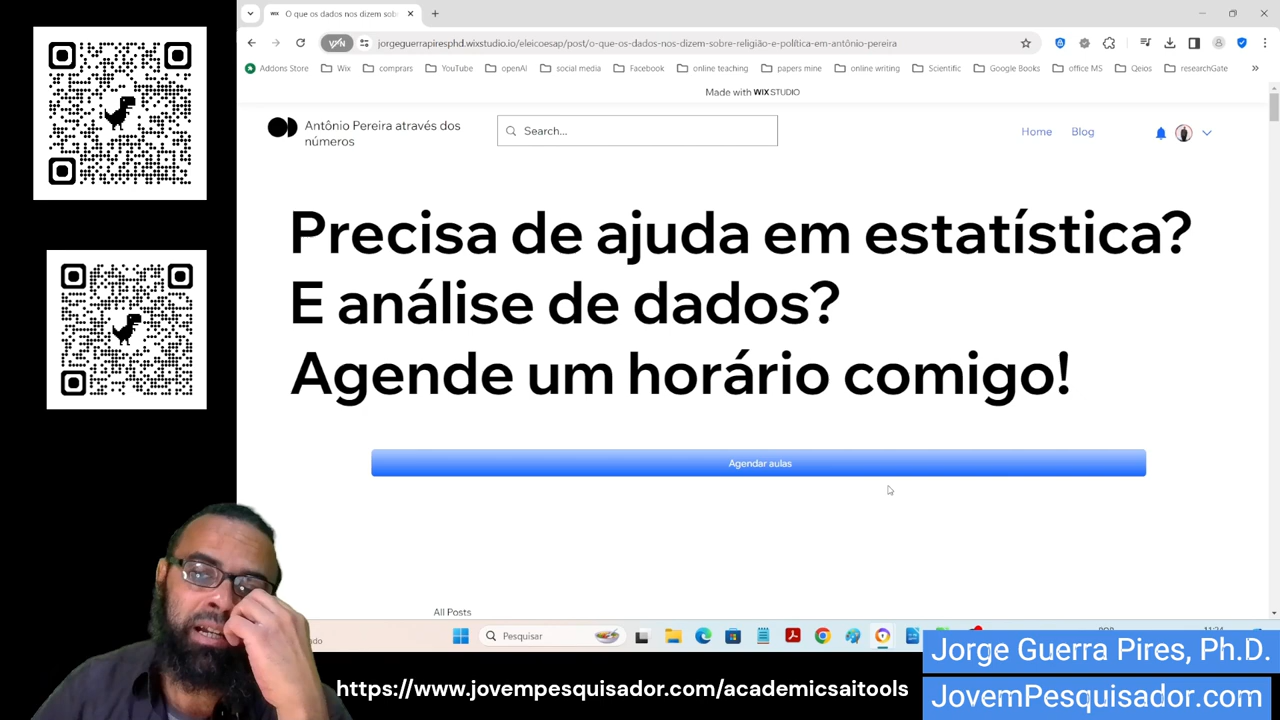 O que os dados nos dizem sob
jorgeguerrapiresphd.wixstudio.io/eleicoesap/post/o-que-os-dados-nos-dizem-sobre-religião-e-política-em-antônio-pereira
Addons Store Wix comprars YouTube openAI social media Facebook online teaching papers mine online writing Scientific Google Books office MS Qeios researchGate
Made with WIX STUDIO
Antônio Pereira através dos
números
Search...
Home Blog
Precisa de ajuda em estatística?
E análise de dados?
Agende um horário comigo!
Agendar aulas
All Posts
Pesquisar
Jorge Guerra Pires, Ph.D.
https://www.jovempesquisador.com/academicsaitools
JovemPesquisador.com